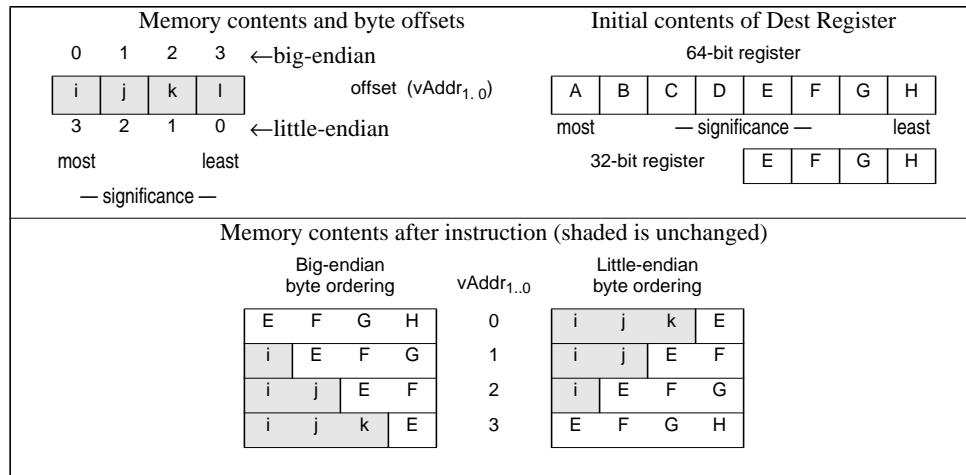 Memory contents and byte offsets
0 1 2 3 ←big-endian
i j k l offset (vAddr1. 0)
3 2 1 0 ←little-endian
most least
— significance —
Initial contents of Dest Register
64-bit register
A B C D E F G H
most — significance — least
32-bit register E F G H
Memory contents after instruction (shaded is unchanged)
Big-endian
byte ordering
vAddr1..0
Little-endian
byte ordering
E F G H 0 i j k E
i E F G 1 i j E F
i j E F 2 i E F G
i j k E 3 E F G H